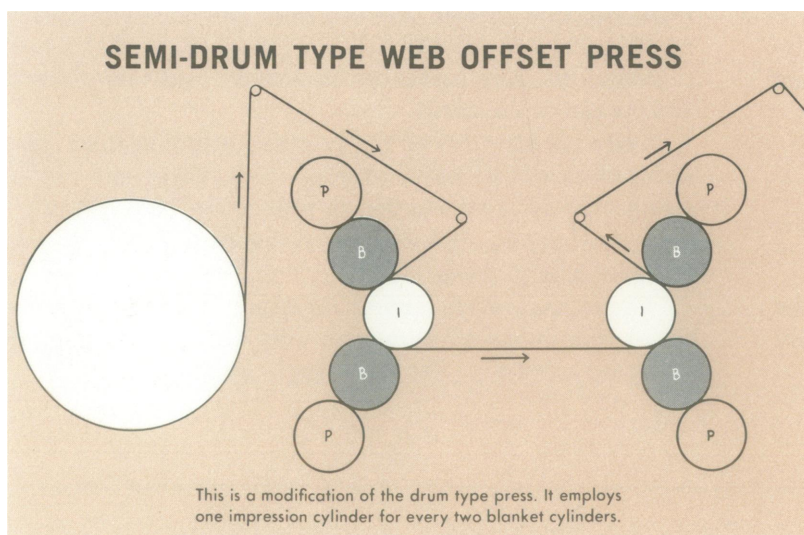 SEMI-DRUM TYPE WEB OFFSET PRESS
P
P
B
B
I
I
B
B
P
P
This is a modification of the drum type press. It employs
one impression cylinder for every two blanket cylinders.